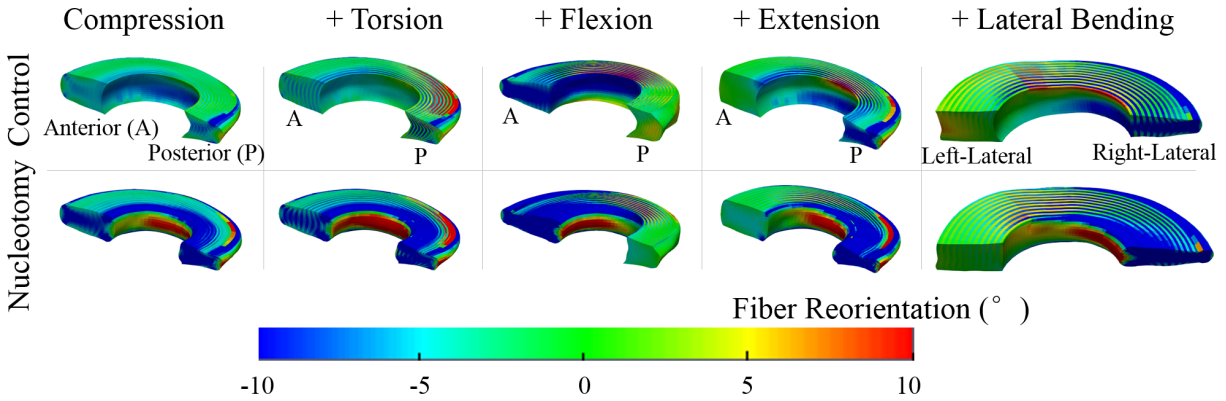 Compression
+ Torsion
+ Flexion
+ Extension
+ Lateral Bending
Control
Anterior (A)
Posterior (P)
A
P
A
P
A
P
Left-Lateral
Right-Lateral
Nucleotomy
Fiber Reorientation (°)
-10
-5
0
5
10